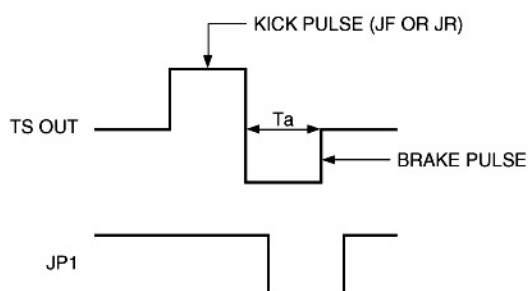 KICK PULSE (JF OR JR)
TS OUT
Ta
BRAKE PULSE
JP1